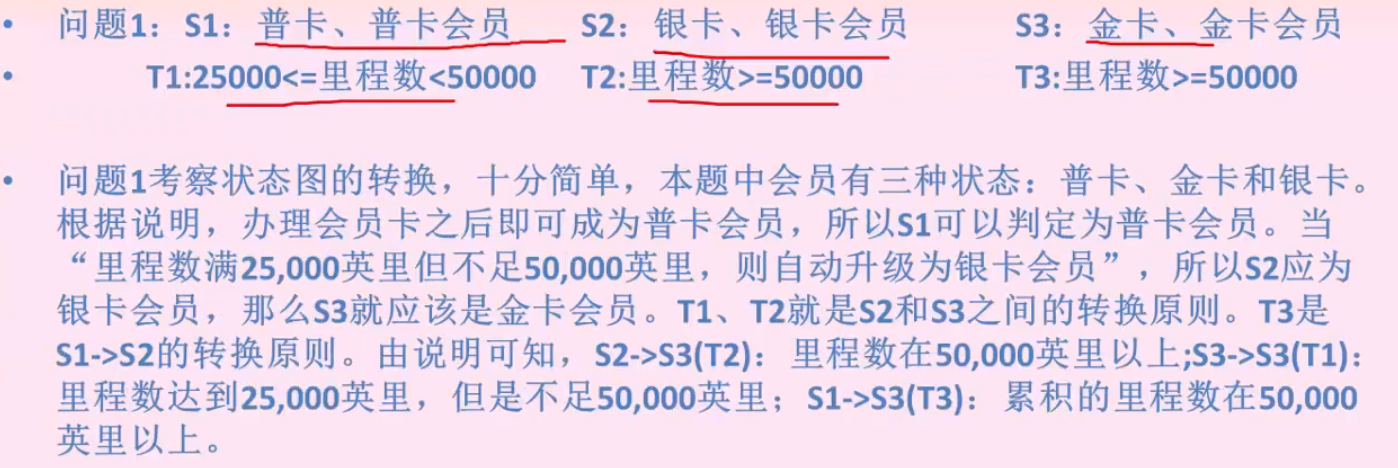 • 问题1：S1：普卡、普卡会员 S2：银卡、银卡会员 S3：金卡、金卡会员
• T1:25000<=里程数<50000 T2:里程数>=50000 T3:里程数>=50000
• 问题1考察状态图的转换，十分简单，本题中会员有三种状态：普卡、金卡和银卡。
根据说明，办理会员卡之后即可成为普卡会员，所以S1可以判定为普卡会员。当
“里程数满25,000英里但不足50,000英里，则自动升级为银卡会员”，所以S2应为
银卡会员，那么S3就应该是金卡会员。T1、T2就是S2和S3之间的转换原则。T3是
S1->S2的转换原则。由说明可知，S2->S3(T2)：里程数在50,000英里以上;S3->S3(T1)：
里程数达到25,000英里，但是不足50,000英里；S1->S3(T3)：累积的里程数在50,000
英里以上。